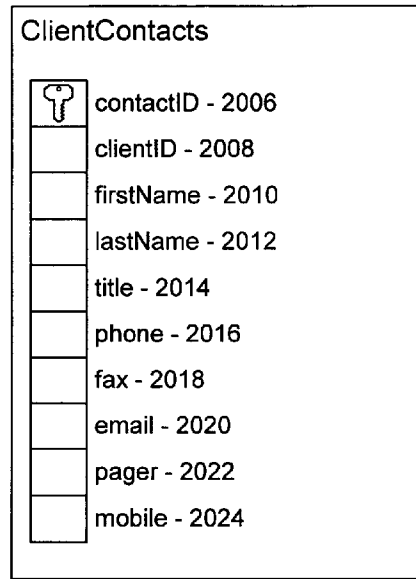 ClientContacts
contactID - 2006
clientID - 2008
firstName - 2010
lastName - 2012
title - 2014
phone - 2016
fax - 2018
email - 2020
pager - 2022
mobile - 2024